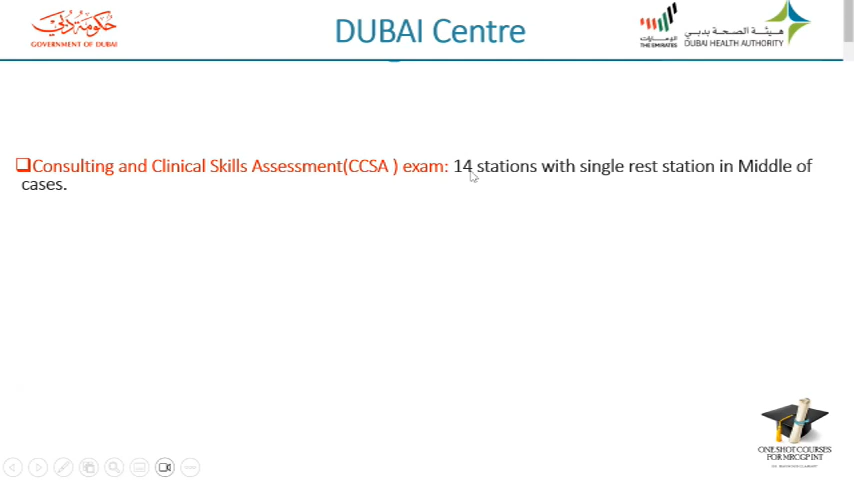 حكومة دبي
GOVERNMENT OF DUBAI
DUBAI Centre
الإمارات
THE EMIRATES
هيئة الصحة بدبي
DUBAI HEALTH AUTHORITY
❑Consulting and Clinical Skills Assessment(CCSA ) exam: 14 stations with single rest station in Middle of
cases.
ONE SHOT COURSES
FOR MRCGP INT